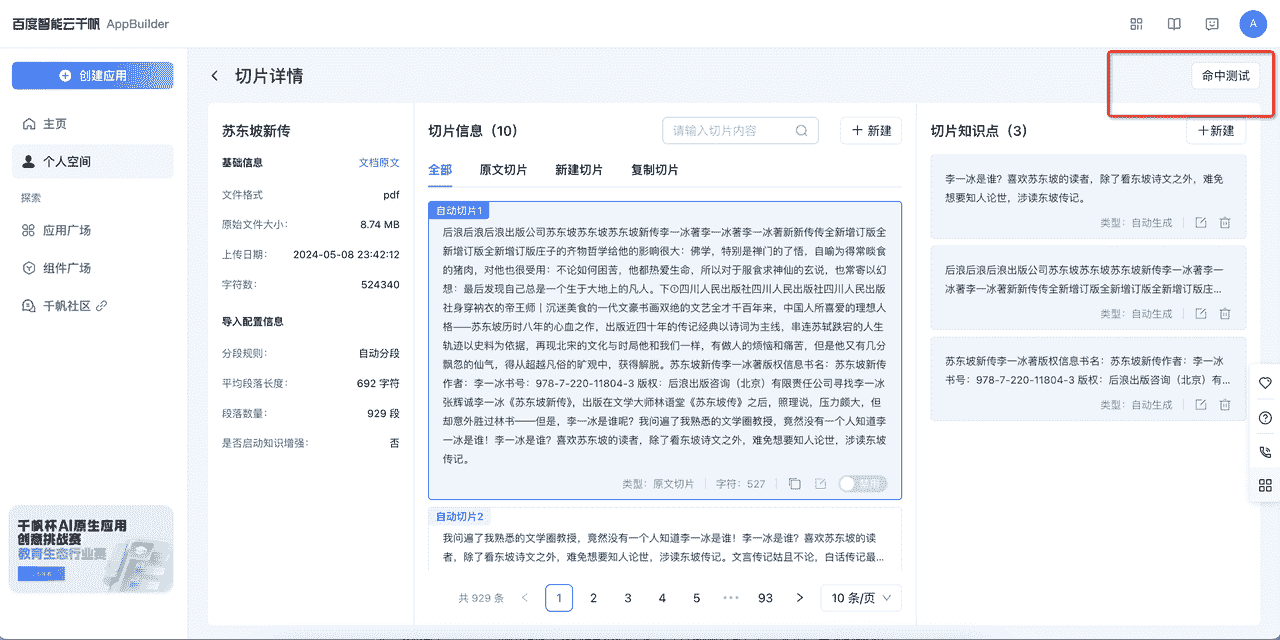 百度智能云千帆 AppBuilder
A
创建应用
主页
个人空间
探索
应用广场
组件广场
千帆社区
千帆杯AI原生应用
创意挑战赛
教育生态行业赛
切片详情
命中测试
苏东坡新传
基础信息
文档原文
文件格式
pdf
原始文件大小:
8.74 MB
上传日期:
2024-05-08 23:42:12
字符数:
524340
导入配置信息
分段规则:
自动分段
平均段落长度:
692 字符
段落数量:
929 段
是否启动知识增强:
否
切片信息（10）
请输入切片内容
新建
全部
原文切片
新建切片
复制切片
自动切片1
后浪后浪后浪出版公司苏东坡苏东坡苏东坡新传李一冰著李一冰著李一冰著新新传传全新增订版全
新增订版全新增订版庄子的齐物哲学给他的影响很大：佛学，特别是禅门的了悟，自喻为得常啖食
的猪肉，对他也很受用：不论如何困苦，他都热爱生命，所以对于服食求神仙的玄说，也常寄以幻
想：最后发现自己总是一个生于大地上的凡人。下⊙四川人民出版社四川人民出版社四川人民出版
社身穿衲衣的帝王师丨沉迷美食的一代文豪书画双绝的文艺全才千百年来，中国人所喜爱的理想人
格——苏东坡历时八年的心血之作，出版近四十年的传记经典以诗词为主线，串连苏轼跌宕的人生
轨迹以史料为依据，再现北宋的文化与时局他和我们一样，有做人的烦恼和痛苦，但是他又有几分
飘忽的仙气，得从超越凡俗的旷观中，获得解脱。苏东坡新传李一冰著版权信息书名：苏东坡新传
作者：李一冰书号：978-7-220-11804-3 版权：后浪出版咨询（北京）有限责任公司寻找李一冰
张辉诚李一冰《苏东坡新传》，出版在文学大师林语堂《苏东坡传》之后，照理说，压力颇大，但
却意外胜过林书——但是，李一冰是谁呢？我问遍了我熟悉的文学圈教授，竟然没有一个人知道李
一冰是谁！李一冰是谁？喜欢苏东坡的读者，除了看东坡诗文之外，难免想要知人论世，涉读东坡
传记。
类型: 原文切片
字符: 527
禁用
自动切片2
我问遍了我熟悉的文学圈教授，竟然没有一个人知道李一冰是谁！李一冰是谁？喜欢苏东坡的读
者，除了看东坡诗文之外，难免想要知人论世，涉读东坡传记。文言传记姑且不论，白话传记最...
共 929 条
1
2
3
4
5
•••
93
10 条/页
切片知识点（3）
新建
李一冰是谁？喜欢苏东坡的读者，除了看东坡诗文之外，难免
想要知人论世，涉读东坡传记。
类型: 自动生成
后浪后浪后浪出版公司苏东坡苏东坡苏东坡新传李一冰著李一
冰著李一冰著新新传传全新增订版全新增订版全新增订版庄...
类型: 自动生成
苏东坡新传李一冰著版权信息书名：苏东坡新传作者：李一冰
书号：978-7-220-11804-3 版权：后浪出版咨询（北京）有...
类型: 自动生成